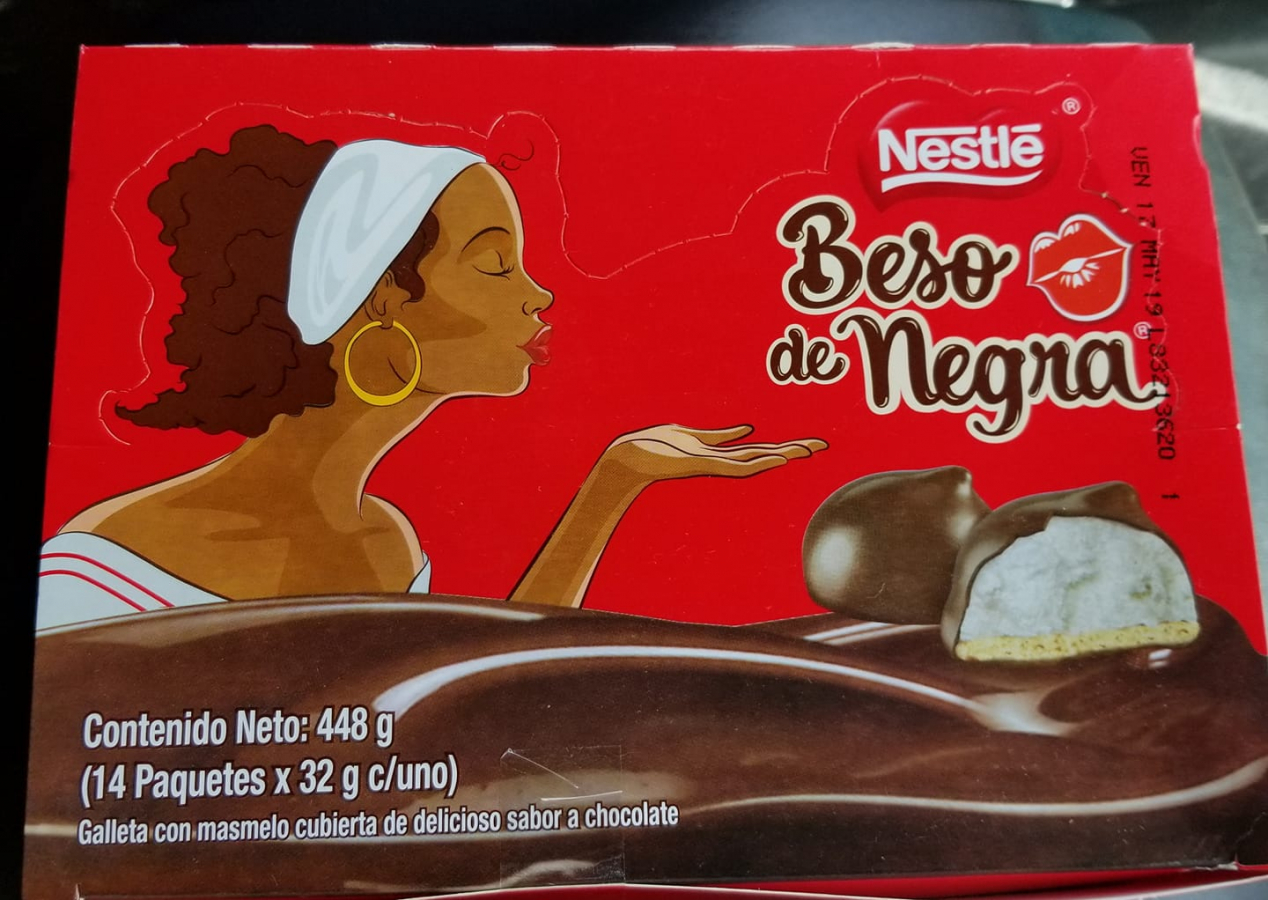 Nestlé
®
Beso
de Negra®
VEN 17 MAY 19 L 832 3620 1
Contenido Neto: 448 g
(14 Paquetes x 32 g c/uno)
Galleta con masmelo cubierta de delicioso sabor a chocolate